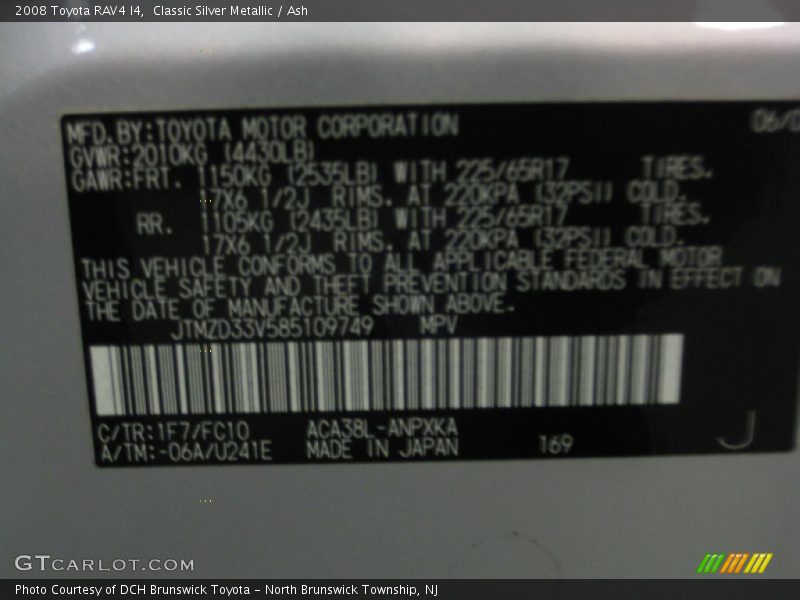 2008 Toyota RAV4 I4, Classic Silver Metallic / Ash
MFD.BY:TOYOTA MOTOR CORPORATION 06/0
GVWR:2010KG (4430LB)
GAWR:FRT. 1150KG (2535LB) WITH 225/65R17 TIRES.
17X6 1/2J RIMS. AT 220KPA (32PSI) COLD.
RR. 1105KG (2435LB) WITH 225/65R17 TIRES.
17X6 1/2J RIMS. AT 220KPA (32PSI) COLD.
THIS VEHICLE CONFORMS TO ALL APPLICABLE FEDERAL MOTOR
VEHICLE SAFETY AND THEFT PREVENTION STANDARDS IN EFFECT ON
THE DATE OF MANUFACTURE SHOWN ABOVE.
JTMZD33V585109749 MPV
C/TR:1F7/FC10 ACA38L-ANPXKA
A/TM:-06A/U241E MADE IN JAPAN 169 J
GTCARLOT.COM
Photo Courtesy of DCH Brunswick Toyota - North Brunswick Township, NJ